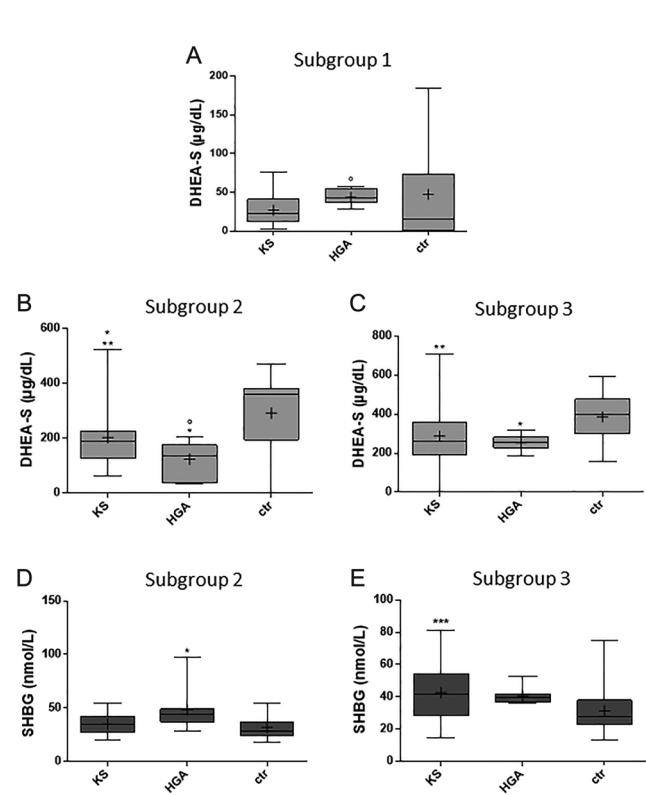 A
Subgroup 1
DHEA-S (µg/dL)
200
150
100
50
0
°
KS
HGA
ctr
B
Subgroup 2
DHEA-S (µg/dL)
600
400
200
0
*
**
°
*
KS
HGA
ctr
C
Subgroup 3
DHEA-S (µg/dL)
800
600
400
200
0
**
*
KS
HGA
ctr
D
Subgroup 2
SHBG (nmol/L)
150
100
50
0
*
KS
HGA
ctr
E
Subgroup 3
SHBG (nmol/L)
100
80
60
40
20
0
***
KS
HGA
ctr